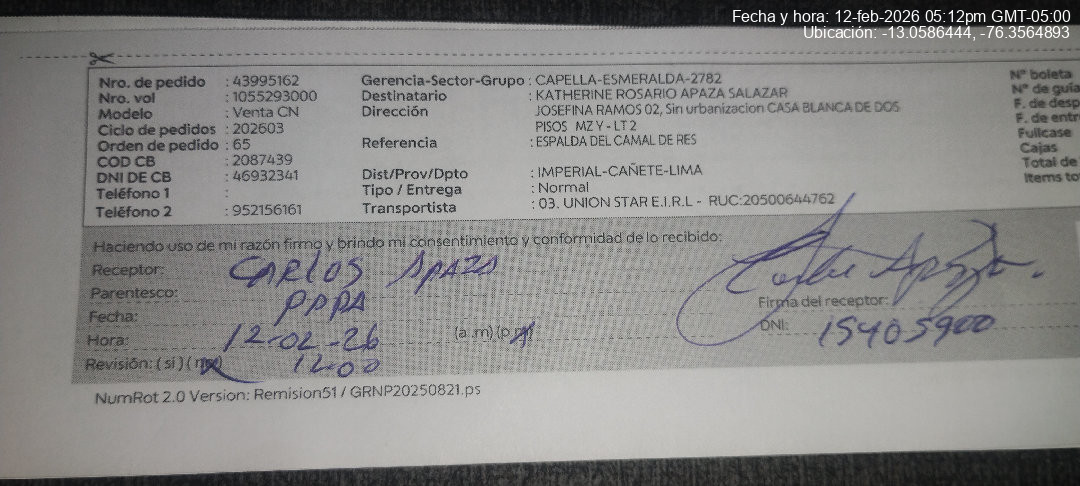 Fecha y hora: 12-feb-2026 05:12pm GMT-05:00
Ubicación: -13.0586444, -76.3564893
Nro. de pedido : 43995162
Nro. vol : 1055293000
Modelo : Venta CN
Ciclo de pedidos : 202603
Orden de pedido : 65
COD CB : 2087439
DNI DE CB : 46932341
Teléfono 1 :
Teléfono 2 : 952156161
Gerencia-Sector-Grupo : CAPELLA-ESMERALDA-2782
Destinatario : KATHERINE ROSARIO APAZA SALAZAR
Dirección JOSEFINA RAMOS 02, Sin urbanizacion CASA BLANCA DE DOS
PISOS MZ Y - LT 2
Referencia : ESPALDA DEL CAMAL DE RES
Dist/Prov/Dpto : IMPERIAL-CAÑETE-LIMA
Tipo / Entrega : Normal
Transportista : 03. UNION STAR E.I.R.L - RUC:20500644762
Nº boleta
Nº de guía
F. de desp
F. de entr
Fullcase
Cajas
Total de
Items to
Haciendo uso de mi razón firmo y brindo mi consentimiento y conformidad de lo recibido:
Receptor: CARLOS APAZA
Parentesco: PAPA
Fecha: 12-02-26
Hora: 12:00 (a .m) (p.m)
Revisión: ( si ) ( no)
Firma del receptor:
DNI: 15405900
NumRot 2.0 Version: Remision51 / GRNP20250821.ps